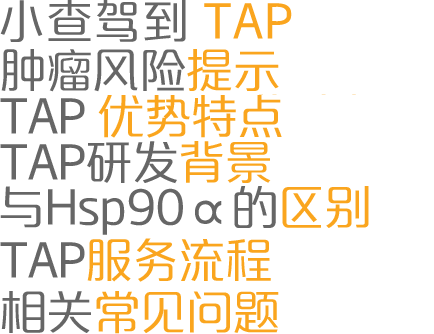 小查驾到 TAP
肿瘤风险提示
TAP 优势特点
TAP研发背景
与Hsp90α的区别
TAP服务流程
相关常见问题